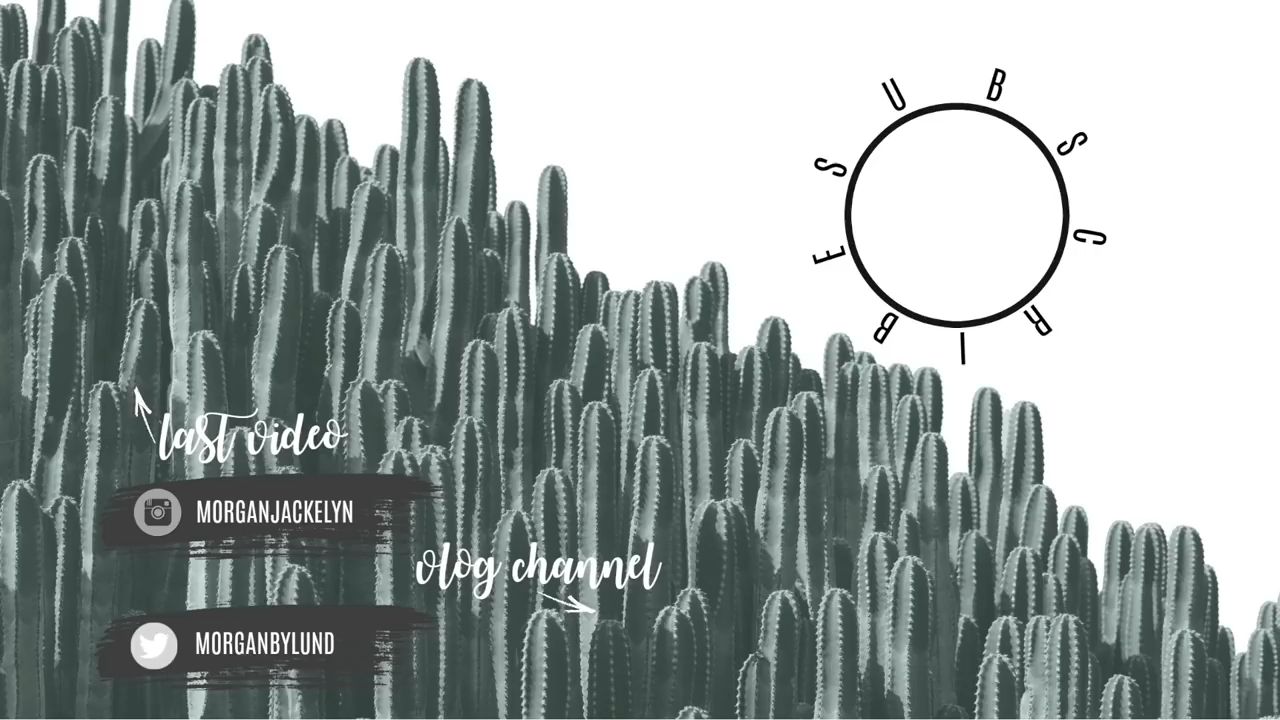 SUBSCRIBE
last video
MORGANJACKELYN
vlog channel
MORGANBYLUND